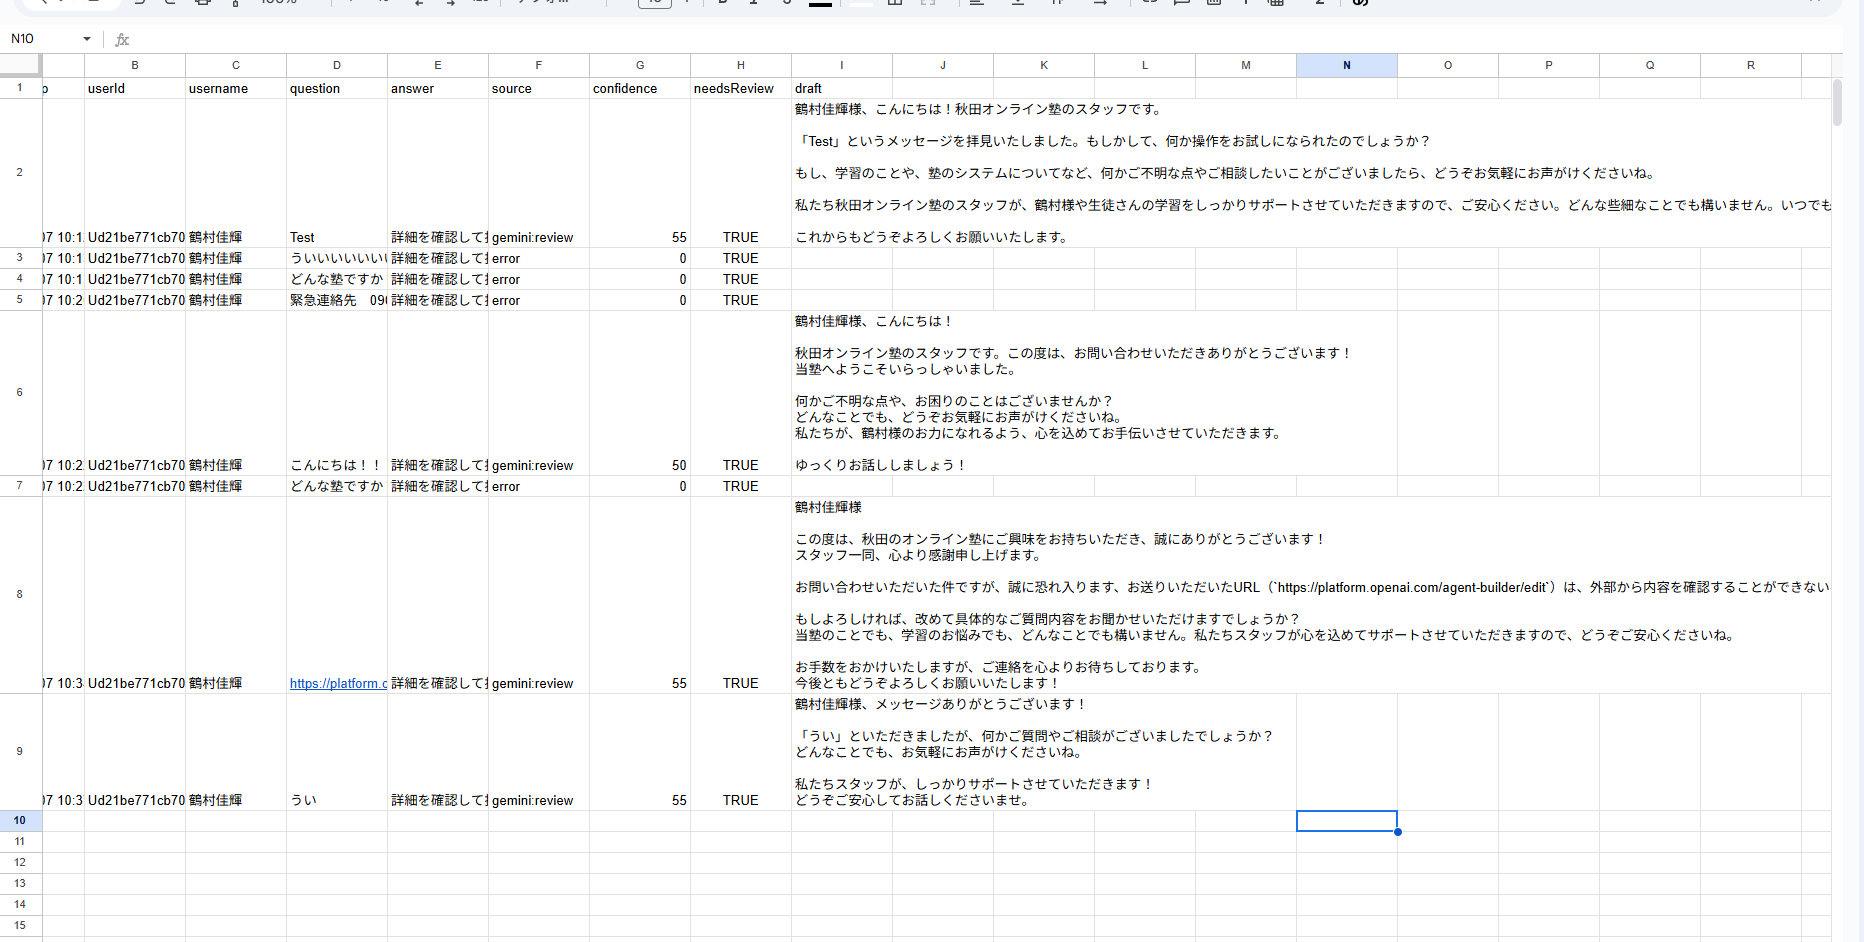 N10 fx
B C D E F G H I J K L M N O P Q R
1 userId username question answer source confidence needsReview draft
鶴村佳輝様、こんにちは！秋田オンライン塾のスタッフです。
「Test」というメッセージを拝見いたしました。もしかして、何か操作をお試しになられたのでしょうか？
2
もし、学習のことや、塾のシステムについてなど、何かご不明な点やご相談したいことがございましたら、どうぞお気軽にお声がけくださいね。
私たち秋田オンライン塾のスタッフが、鶴村様や生徒さんの学習をしっかりサポートさせていただきますので、ご安心ください。どんな些細なことでも構いません。いつでも
07 10:1 Ud21be771cb70 鶴村佳輝 Test 詳細を確認して gemini:review 55 TRUE これからもどうぞよろしくお願いいたします。
3 07 10:1 Ud21be771cb70 鶴村佳輝 ういいいいいい 詳細を確認して error 0 TRUE
4 07 10:1 Ud21be771cb70 鶴村佳輝 どんな塾ですか 詳細を確認して error 0 TRUE
5 07 10:2 Ud21be771cb70 鶴村佳輝 緊急連絡先　090 詳細を確認して error 0 TRUE
鶴村佳輝様、こんにちは！
秋田オンライン塾のスタッフです。この度は、お問い合わせいただきありがとうございます！
当塾へようこそいらっしゃいました。
6
何かご不明な点や、お困りのことはございませんか？
どんなことでも、どうぞお気軽にお声がけくださいね。
私たちが、鶴村様のお力になれるよう、心を込めてお手伝いさせていただきます。
07 10:2 Ud21be771cb70 鶴村佳輝 こんにちは！！ 詳細を確認して gemini:review 50 TRUE ゆっくりお話ししましょう！
7 07 10:2 Ud21be771cb70 鶴村佳輝 どんな塾ですか 詳細を確認して error 0 TRUE
鶴村佳輝様
この度は、秋田のオンライン塾にご興味をお持ちいただき、誠にありがとうございます！
スタッフ一同、心より感謝申し上げます。
お問い合わせいただいた件ですが、誠に恐れ入ります、お送りいただいたURL（`https://platform.openai.com/agent-builder/edit`）は、外部から内容を確認することができない
8
もしよろしければ、改めて具体的なご質問内容をお聞かせいただけますでしょうか？
当塾のことでも、学習のお悩みでも、どんなことでも構いません。私たちスタッフが心を込めてサポートさせていただきますので、どうぞご安心くださいね。
お手数をおかけいたしますが、ご連絡を心よりお待ちしております。
07 10:3 Ud21be771cb70 鶴村佳輝 https://platform.c 詳細を確認して gemini:review 55 TRUE 今後ともどうぞよろしくお願いいたします！
鶴村佳輝様、メッセージありがとうございます！
「うい」といただきましたが、何かご質問やご相談がございましたでしょうか？
9 どんなことでも、お気軽にお声がけくださいね。
私たちスタッフが、しっかりサポートさせていただきます！
07 10:3 Ud21be771cb70 鶴村佳輝 うい 詳細を確認して gemini:review 55 TRUE どうぞご安心してお話しくださいませ。
10
11
12
13
14
15